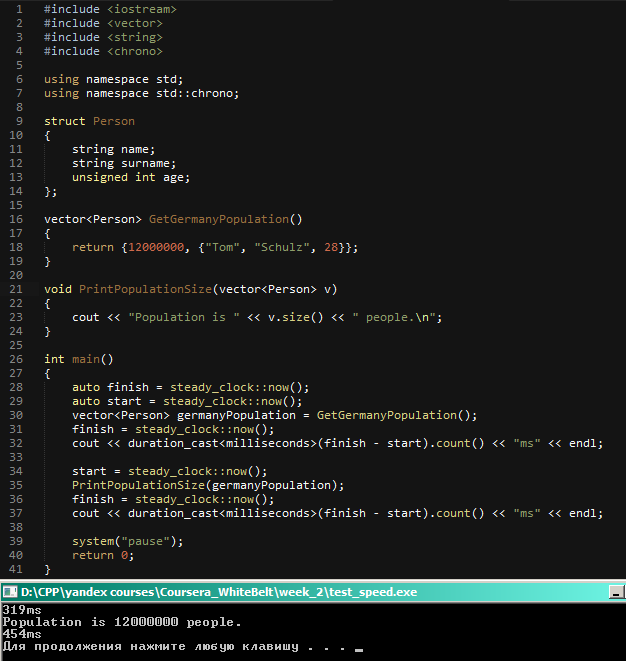 1 #include <iostream>
2 #include <vector>
3 #include <string>
4 #include <chrono>
5
6 using namespace std;
7 using namespace std::chrono;
8
9 struct Person
10 {
11     string name;
12     string surname;
13     unsigned int age;
14 };
15
16 vector<Person> GetGermanyPopulation()
17 {
18     return {12000000, {"Tom", "Schulz", 28}};
19 }
20
21 void PrintPopulationSize(vector<Person> v)
22 {
23     cout << "Population is " << v.size() << " people.\n";
24 }
25
26 int main()
27 {
28     auto finish = steady_clock::now();
29     auto start = steady_clock::now();
30     vector<Person> germanyPopulation = GetGermanyPopulation();
31     finish = steady_clock::now();
32     cout << duration_cast<milliseconds>(finish - start).count() << "ms" << endl;
33
34     start = steady_clock::now();
35     PrintPopulationSize(germanyPopulation);
36     finish = steady_clock::now();
37     cout << duration_cast<milliseconds>(finish - start).count() << "ms" << endl;
38
39     system("pause");
40     return 0;
41 }
D:\CPP\yandex courses\Coursera_WhiteBelt\week_2\test_speed.exe
319ms
Population is 12000000 people.
454ms
Для продолжения нажмите любую клавишу . . .